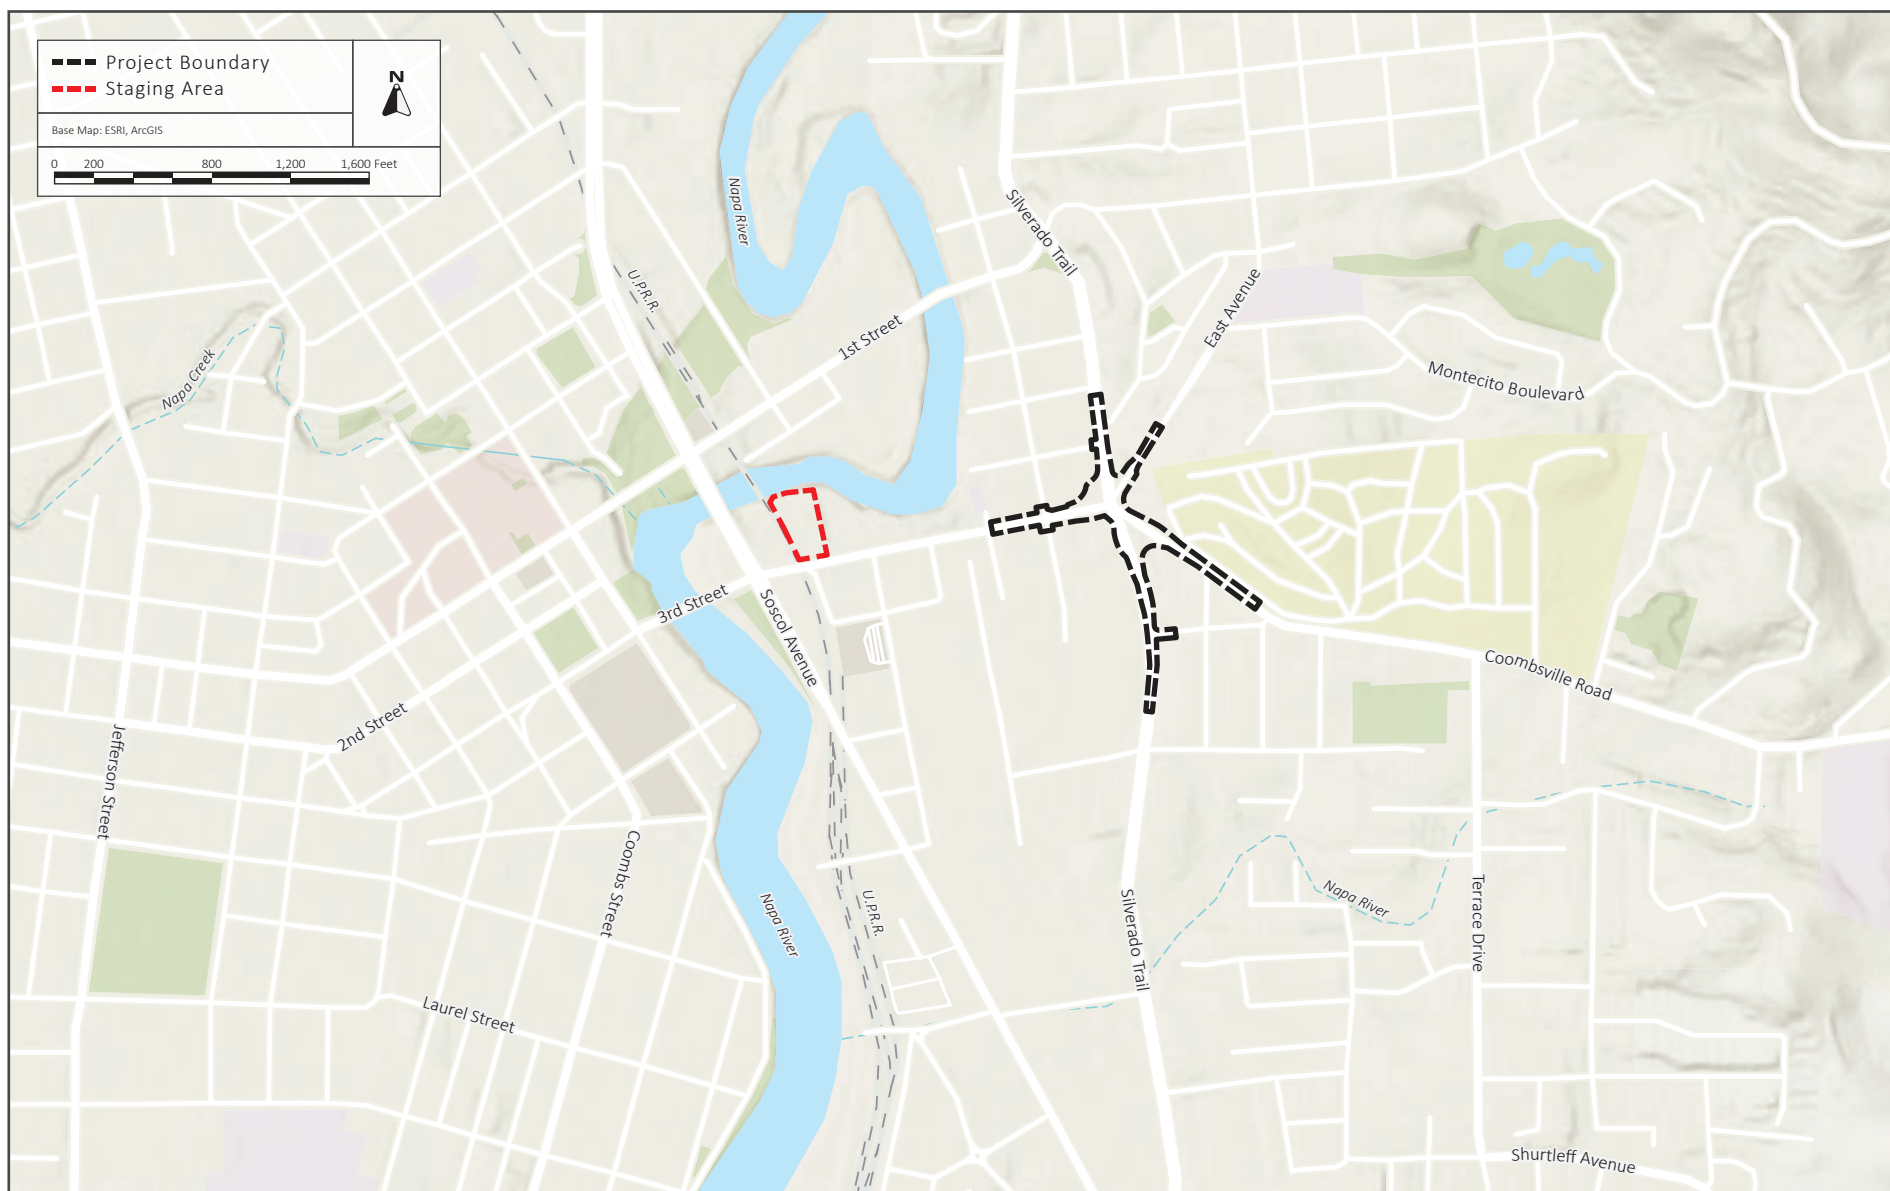 Project Boundary
Staging Area
N
Base Map: ESRI, ArcGIS
0 200 800 1,200 1,600 Feet
Napa River
Silverado Trail
U.P.R.R.
East Avenue
1st Street
Napa Creek
Montecito Boulevard
3rd Street
Soscol Avenue
Coombsville Road
2nd Street
Jefferson Street
Coombs Street
Napa River
U.P.R.R.
Napa River
Silverado Trail
Terrace Drive
Laurel Street
Shurtleff Avenue